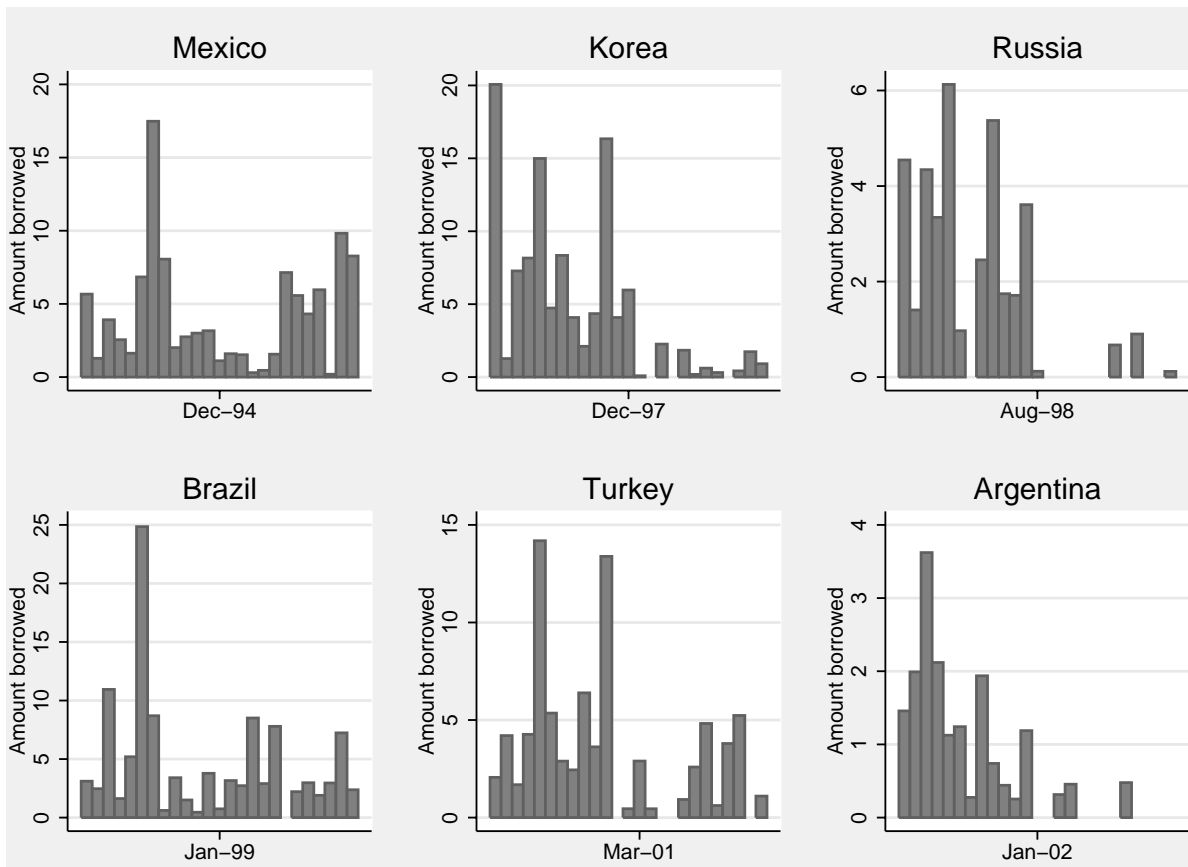 Mexico
Amount borrowed
20
15
10
5
0
Dec−94
Korea
Amount borrowed
20
15
10
5
0
Dec−97
Russia
Amount borrowed
6
4
2
0
Aug−98
Brazil
Amount borrowed
25
20
15
10
5
0
Jan−99
Turkey
Amount borrowed
15
10
5
0
Mar−01
Argentina
Amount borrowed
4
3
2
1
0
Jan−02